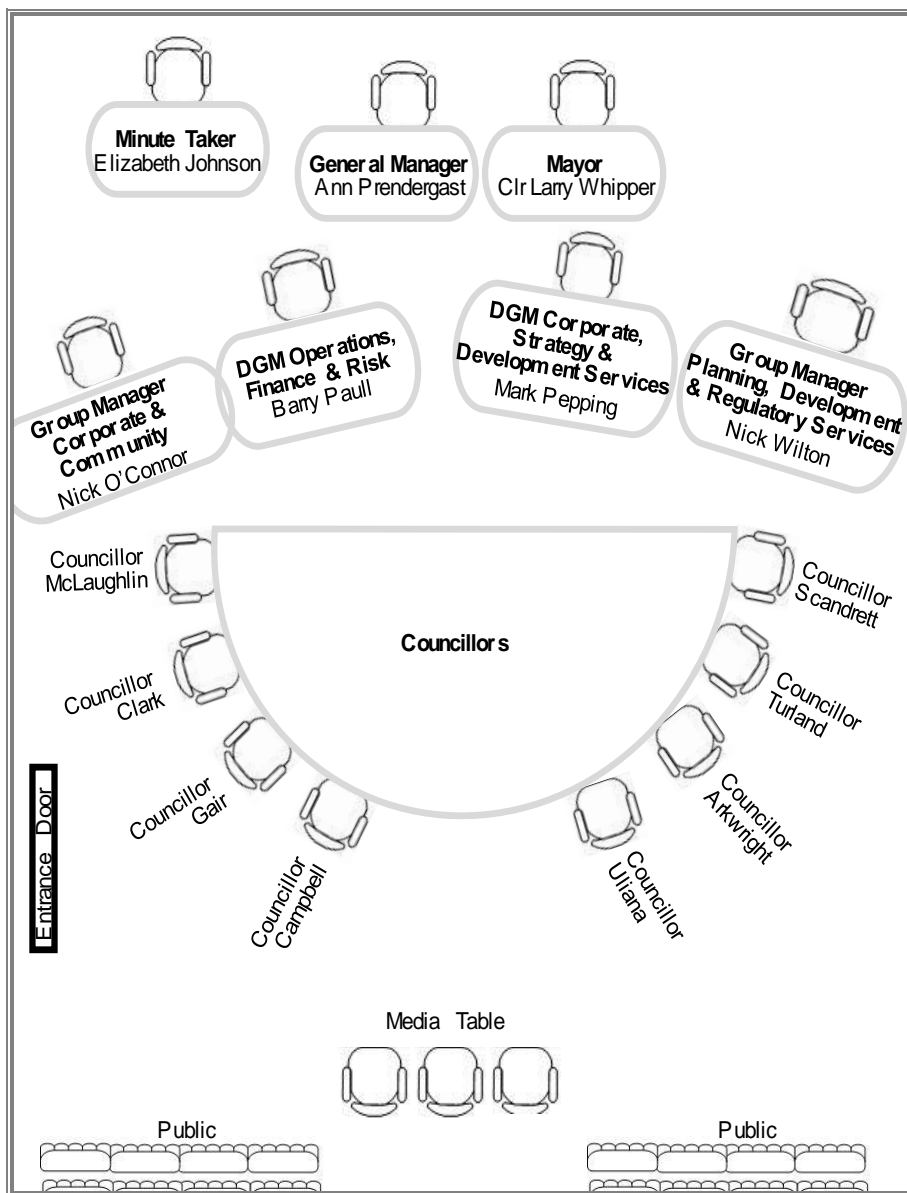 Minute Taker
Elizabeth Johnson
General Manager
Ann Prendergast
Mayor
Clr Larry Whipper
Group Manager
Corporate &
Community
Nick O'Connor
DGM Operations,
Finance & Risk
Barry Paull
DGM Corporate,
Strategy &
Development Services
Mark Pepping
Group Manager
Planning, Development
& Regulatory Services
Nick Wilton
Councillor
McLaughlin
Councillor
Clark
Councillor
Gair
Councillor
Campbell
Councillors
Councillor
Scandrett
Councillor
Turland
Councillor
Arkwright
Councillor
Uliana
Entrance Door
Media Table
Public
Public